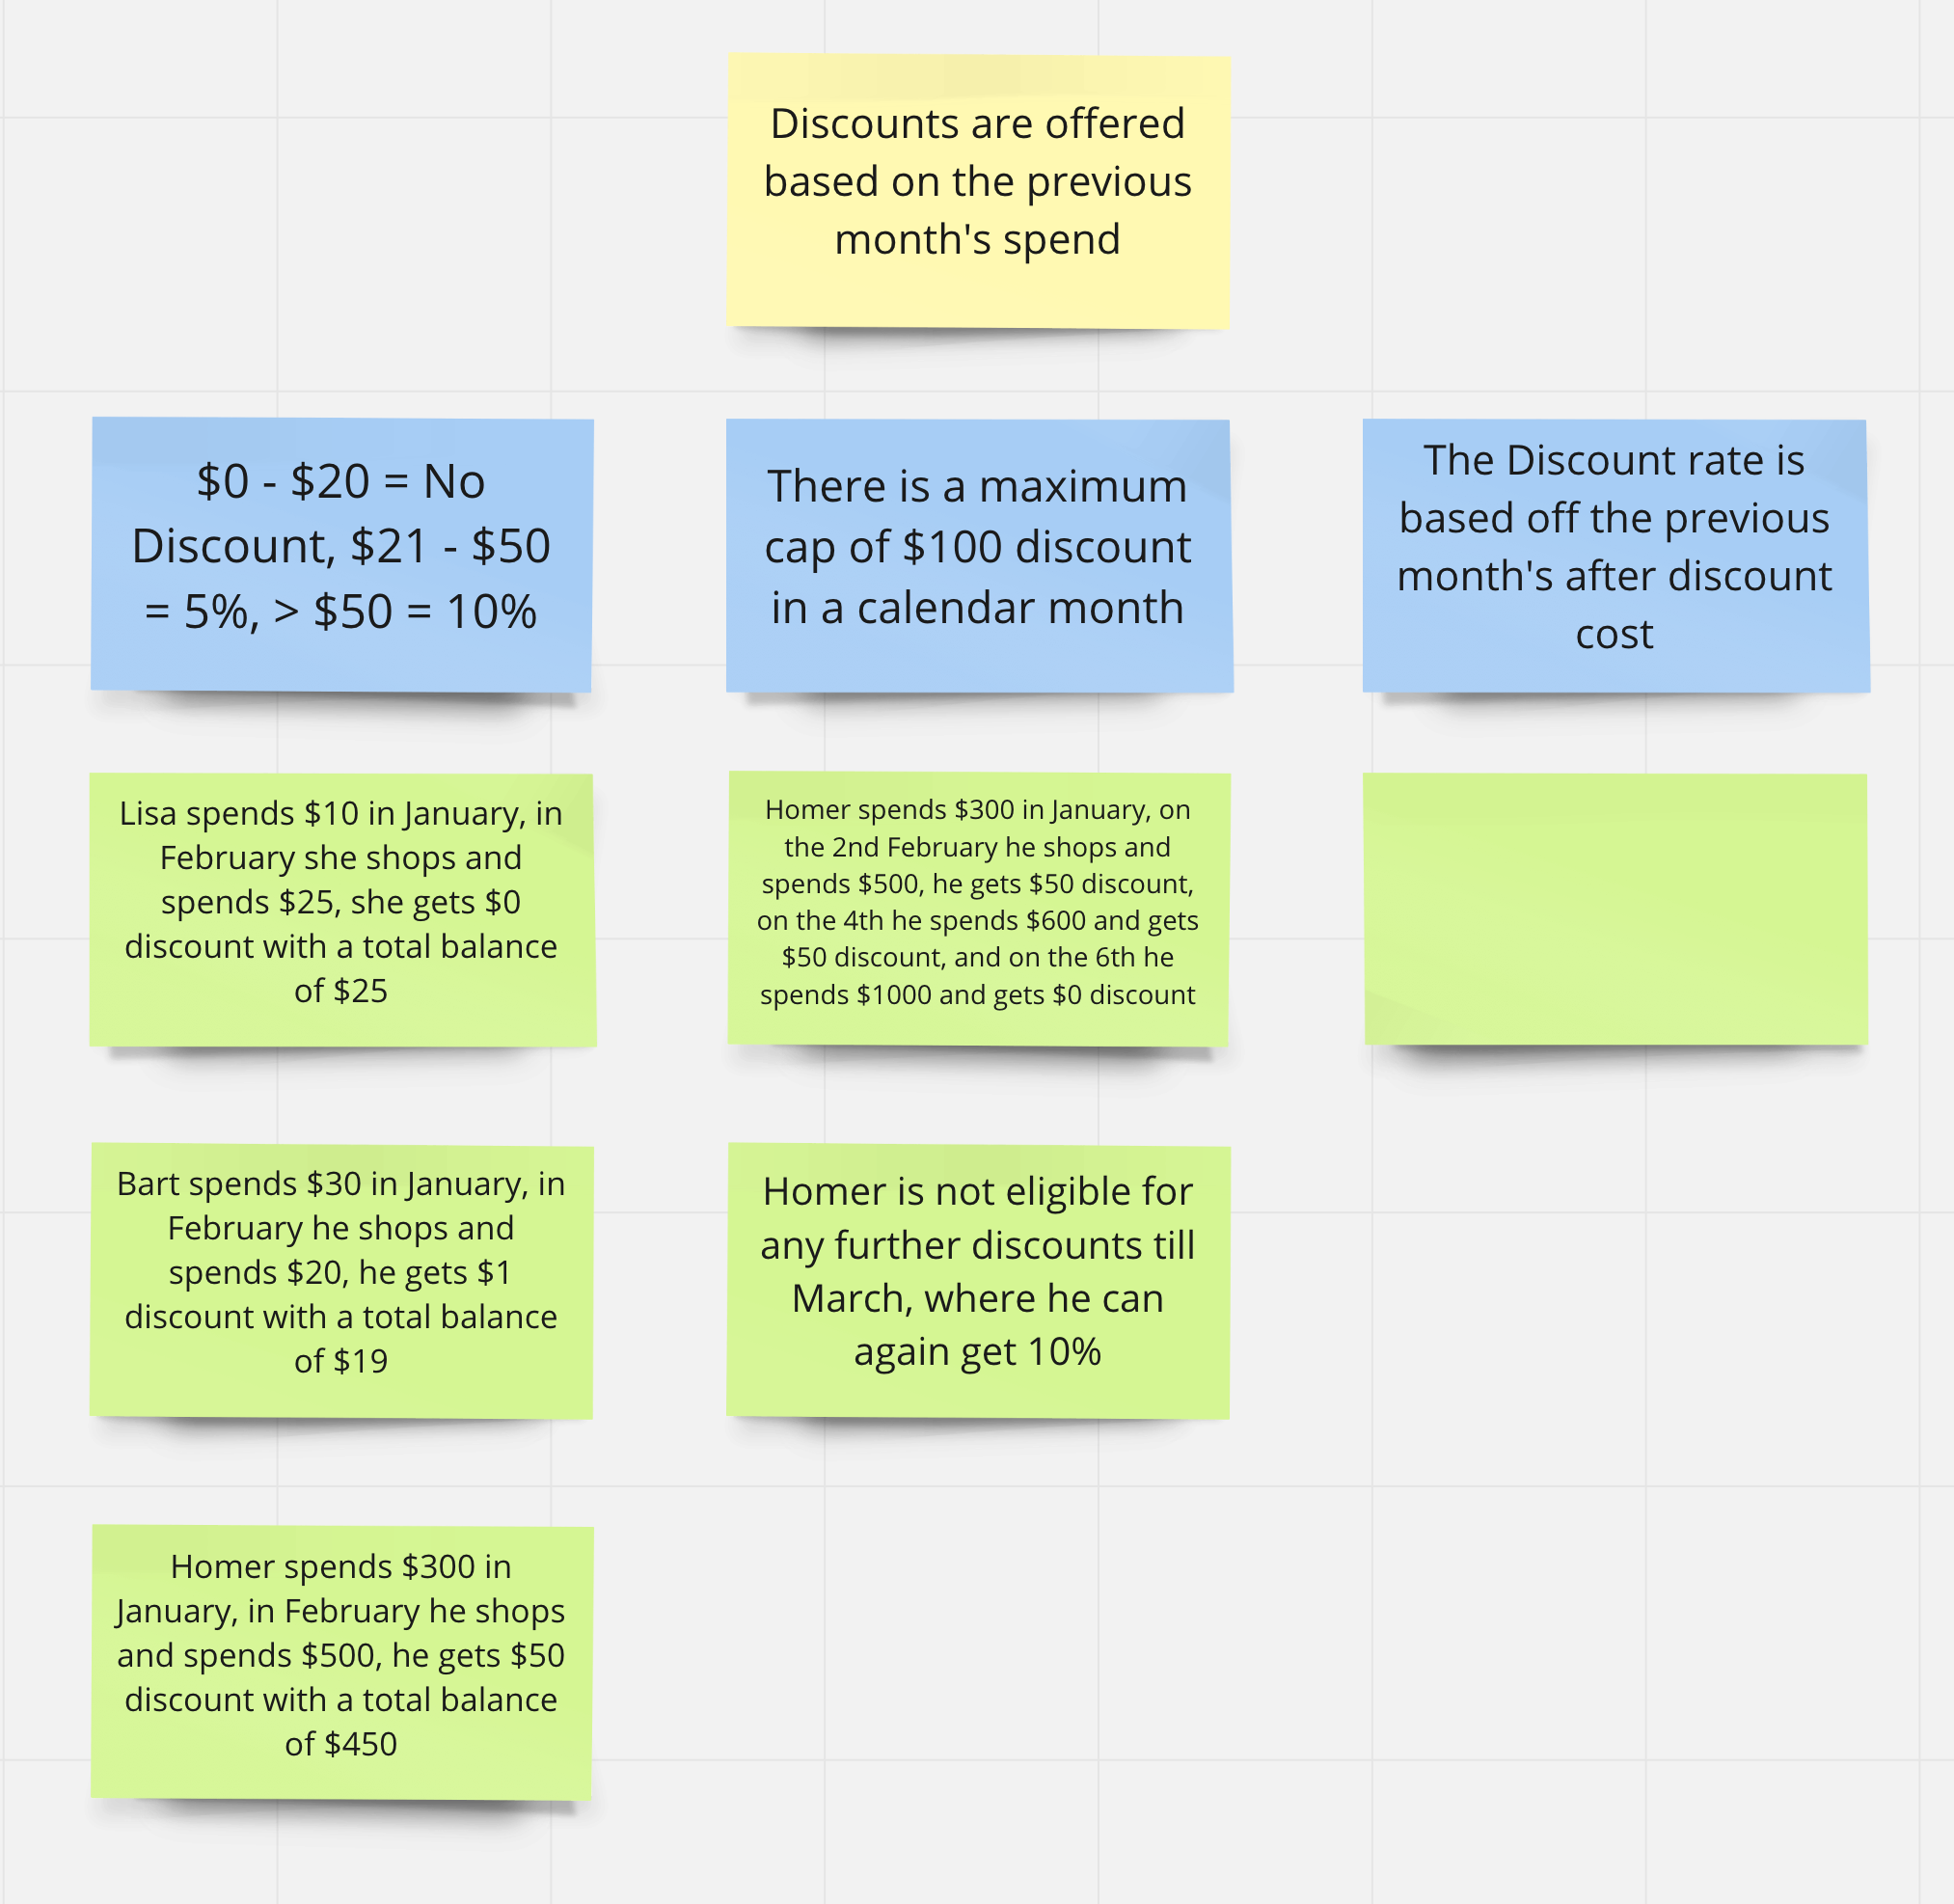 Discounts are offered
based on the previous
month's spend
$0 - $20 = No
Discount, $21 - $50
= 5%, > $50 = 10%
There is a maximum
cap of $100 discount
in a calendar month
The Discount rate is
based off the previous
month's after discount
cost
Lisa spends $10 in January, in
February she shops and
spends $25, she gets $0
discount with a total balance
of $25
Homer spends $300 in January, on
the 2nd February he shops and
spends $500, he gets $50 discount,
on the 4th he spends $600 and gets
$50 discount, and on the 6th he
spends $1000 and gets $0 discount
Bart spends $30 in January, in
February he shops and
spends $20, he gets $1
discount with a total balance
of $19
Homer is not eligible for
any further discounts till
March, where he can
again get 10%
Homer spends $300 in
January, in February he shops
and spends $500, he gets $50
discount with a total balance
of $450